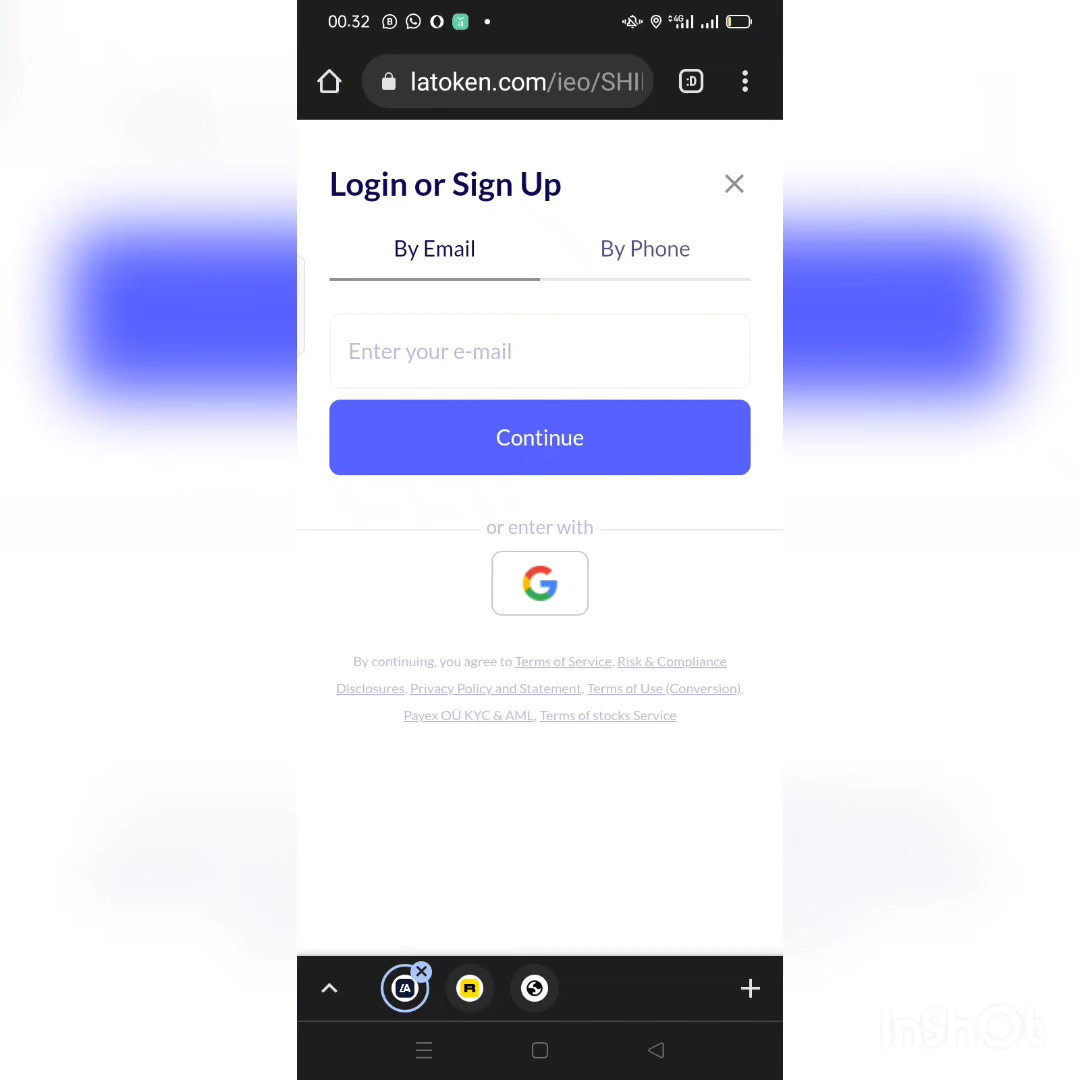 00.32
4G
latoken.com/ieo/SHI
:D
Login or Sign Up
By Email
By Phone
Enter your e-mail
Continue
or enter with
By continuing, you agree to Terms of Service, Risk & Compliance
Disclosures, Privacy Policy and Statement, Terms of Use (Conversion),
Payex OÜ KYC & AML, Terms of stocks Service
InShOt